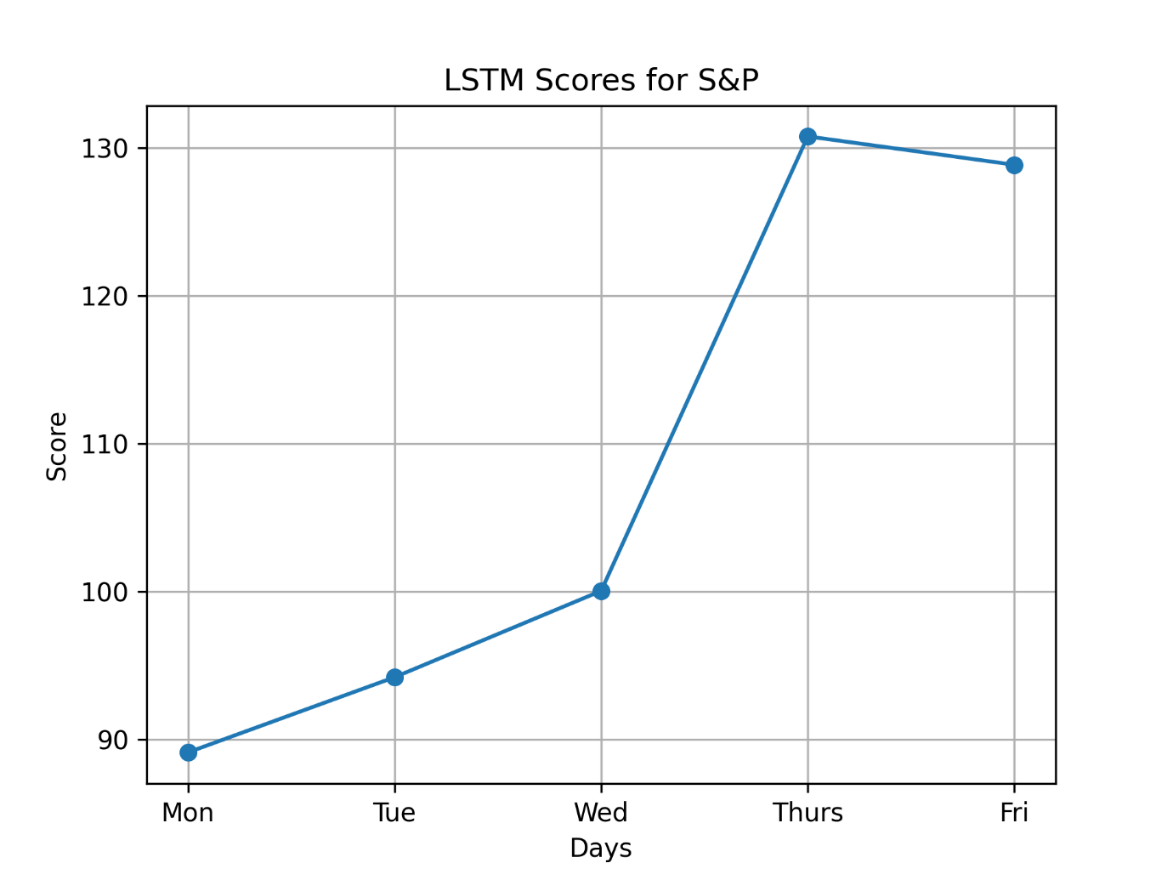 LSTM Scores for S&P
130
120
110
100
90
Score
Mon Tue Wed Thurs Fri
Days